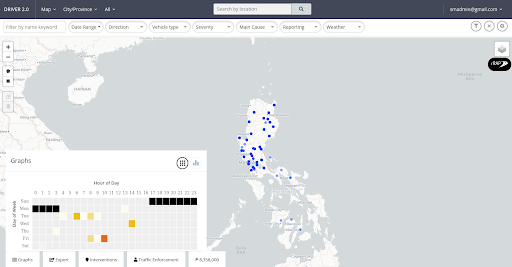 DRIVER 2.0
Map
City/Province
All
Search by location
smadmin@gmail.com
Filter by name-keyword
Date Range
Direction
Vehicle type
Severity
Main Cause
Reporting
Weather
iRAP
HAINAN
Graphs
Hour of Day
0 1 2 3 4 5 6 7 8 9 10 11 12 13 14 15 16 17 18 19 20 21 22 23
Day of Week
Sun
Mon
Tue
Wed
Thu
Fri
Sat
Graphs
Export
Interventions
Traffic Enforcement
₱ 8,358,000